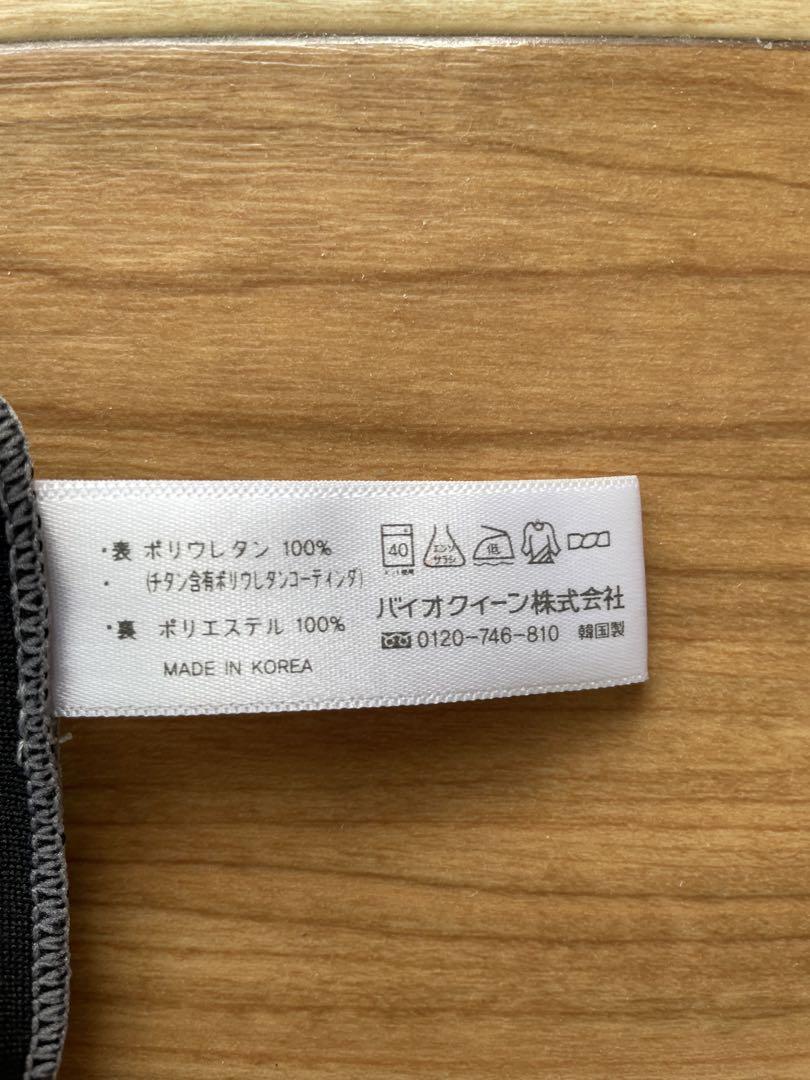 ・表 ポリウレタン 100%
・ (チタン含有ポリウレタンコーティング)
・裏 ポリエステル 100%
MADE IN KOREA
40
エンソ
サラシ
低
バイオクイーン株式会社
0120-746-810 韓国製